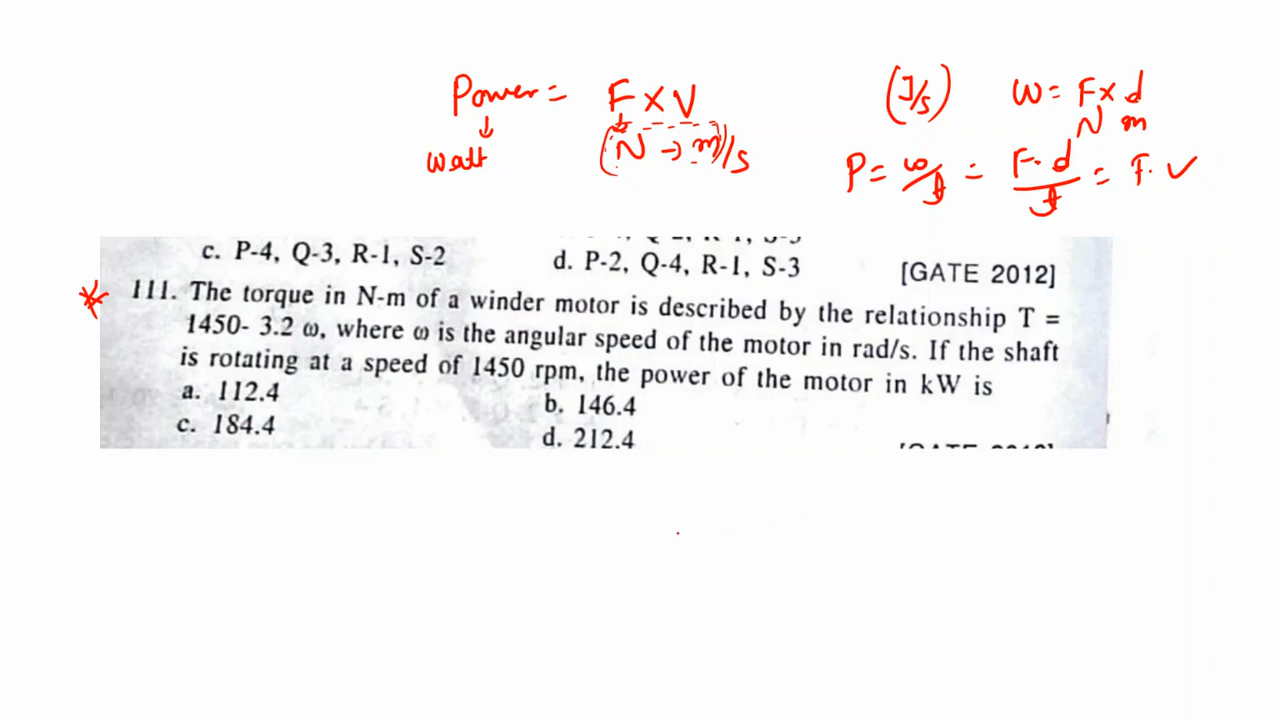 Power = F × V
(J/s)
W = F × d
N m
watt
(N → m)/s
P = w/t = F. d/t = F. V
c. P-4, Q-3, R-1, S-2
d. P-2, Q-4, R-1, S-3
[GATE 2012]
111. The torque in N-m of a winder motor is described by the relationship T =
1450- 3.2 ω, where ω is the angular speed of the motor in rad/s. If the shaft
is rotating at a speed of 1450 rpm, the power of the motor in kW is
a. 112.4
b. 146.4
c. 184.4
d. 212.4